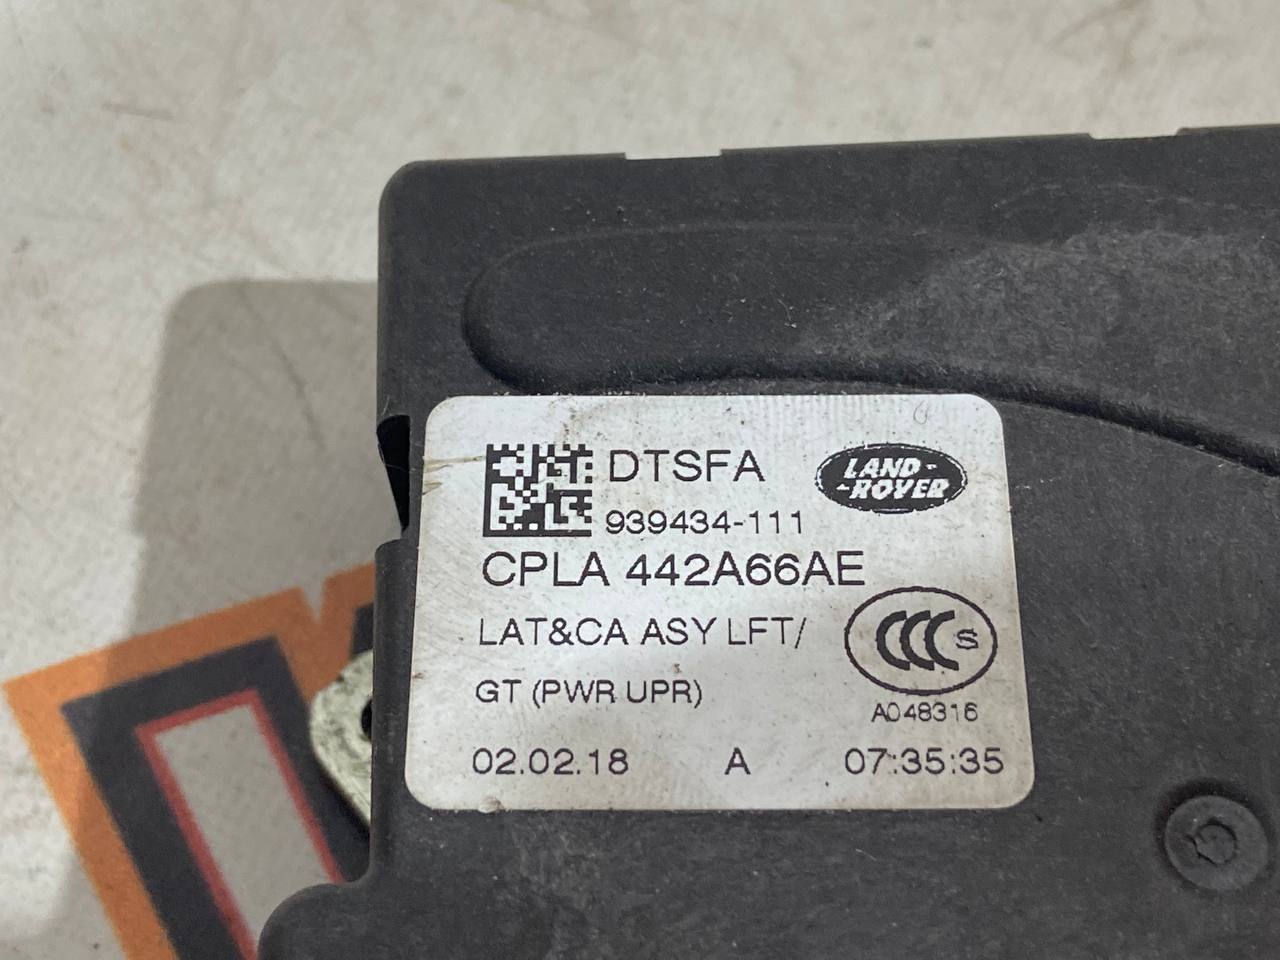 DTSFA
LAND-
-ROVER
939434-111
CPLA 442A66AE
LAT&CA ASY LFT/
CCC S
GT (PWR UPR)
A048316
02.02.18 A 07:35:35